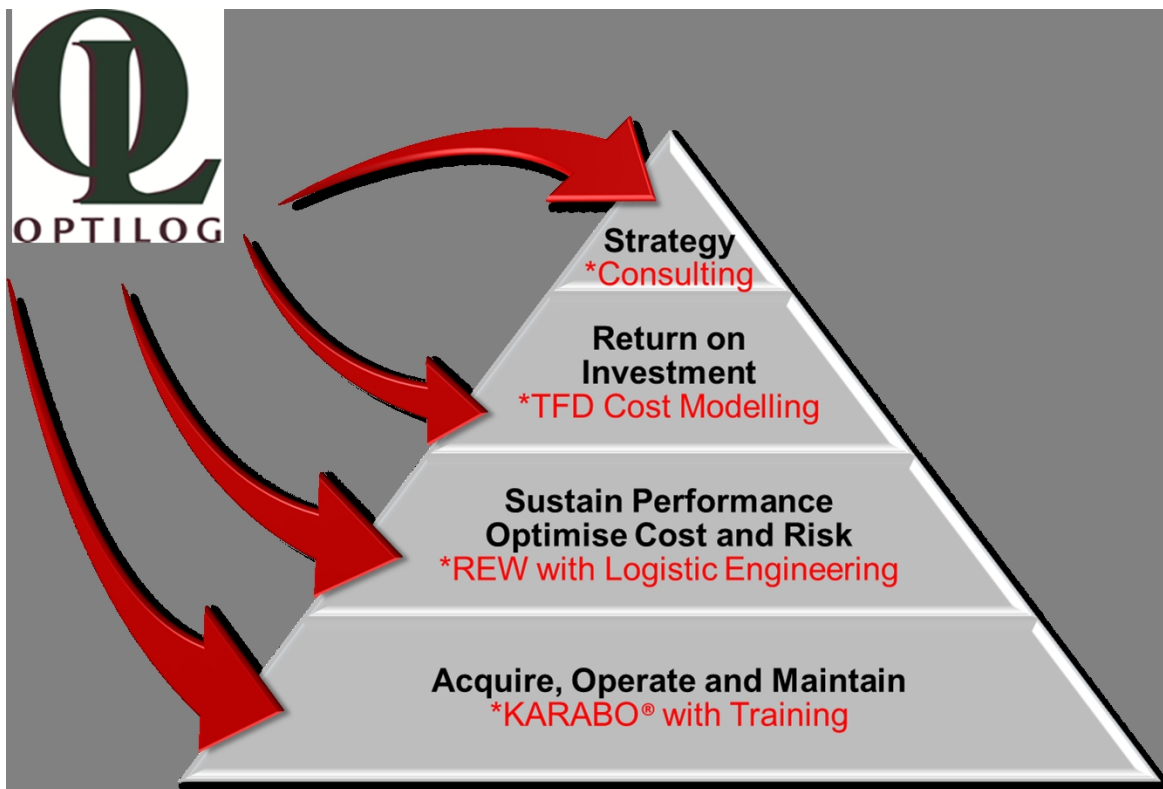 OL
OPTILOG
Strategy
*Consulting
Return on
Investment
*TFD Cost Modelling
Sustain Performance
Optimise Cost and Risk
*REW with Logistic Engineering
Acquire, Operate and Maintain
*KARABO® with Training